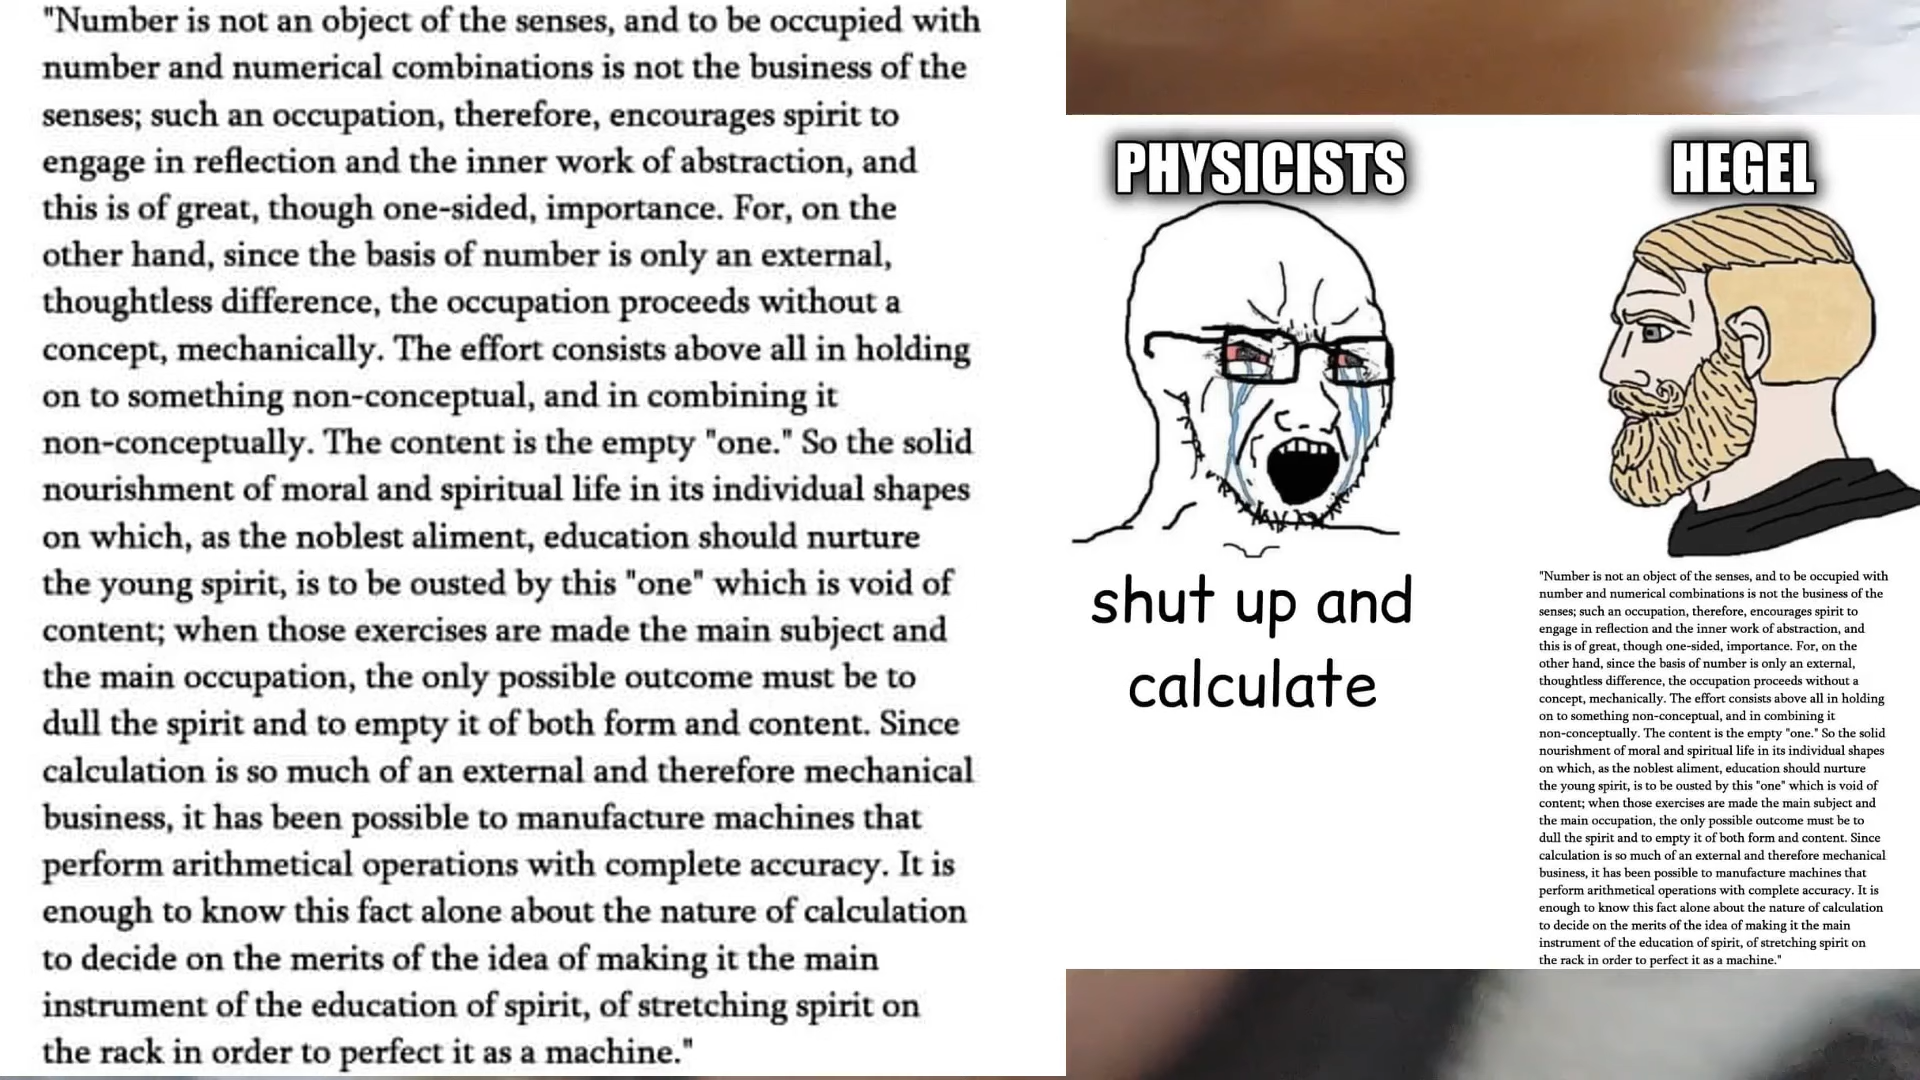 "Number is not an object of the senses, and to be occupied with
number and numerical combinations is not the business of the
senses; such an occupation, therefore, encourages spirit to
engage in reflection and the inner work of abstraction, and
this is of great, though one-sided, importance. For, on the
other hand, since the basis of number is only an external,
thoughtless difference, the occupation proceeds without a
concept, mechanically. The effort consists above all in holding
on to something non-conceptual, and in combining it
non-conceptually. The content is the empty "one." So the solid
nourishment of moral and spiritual life in its individual shapes
on which, as the noblest aliment, education should nurture
the young spirit, is to be ousted by this "one" which is void of
content; when those exercises are made the main subject and
the main occupation, the only possible outcome must be to
dull the spirit and to empty it of both form and content. Since
calculation is so much of an external and therefore mechanical
business, it has been possible to manufacture machines that
perform arithmetical operations with complete accuracy. It is
enough to know this fact alone about the nature of calculation
to decide on the merits of the idea of making it the main
instrument of the education of spirit, of stretching spirit on
the rack in order to perfect it as a machine."
PHYSICISTS
shut up and
calculate
HEGEL
"Number is not an object of the senses, and to be occupied with
number and numerical combinations is not the business of the
senses; such an occupation, therefore, encourages spirit to
engage in reflection and the inner work of abstraction, and
this is of great, though one-sided, importance. For, on the
other hand, since the basis of number is only an external,
thoughtless difference, the occupation proceeds without a
concept, mechanically. The effort consists above all in holding
on to something non-conceptual, and in combining it
non-conceptually. The content is the empty "one." So the solid
nourishment of moral and spiritual life in its individual shapes
on which, as the noblest aliment, education should nurture
the young spirit, is to be ousted by this "one" which is void of
content; when those exercises are made the main subject and
the main occupation, the only possible outcome must be to
dull the spirit and to empty it of both form and content. Since
calculation is so much of an external and therefore mechanical
business, it has been possible to manufacture machines that
perform arithmetical operations with complete accuracy. It is
enough to know this fact alone about the nature of calculation
to decide on the merits of the idea of making it the main
instrument of the education of spirit, of stretching spirit on
the rack in order to perfect it as a machine."